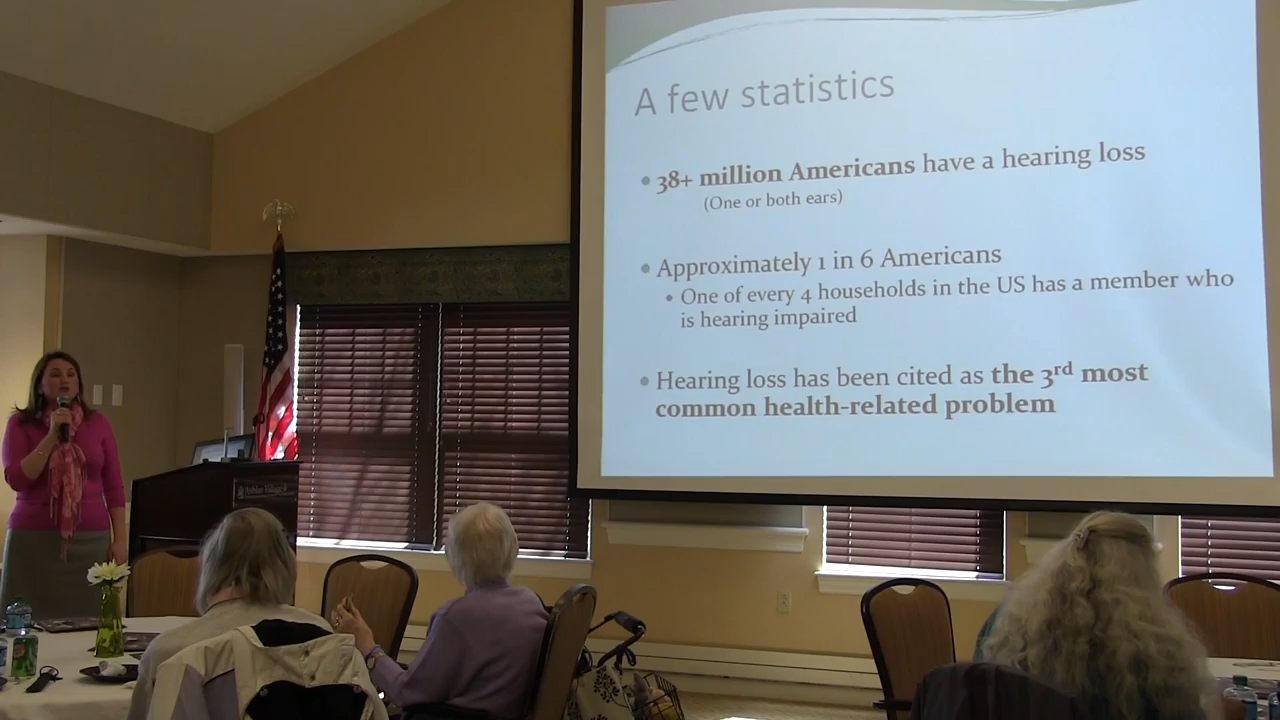 A few statistics
• 38+ million Americans have a hearing loss
(One or both ears)
• Approximately 1 in 6 Americans
• One of every 4 households in the US has a member who
is hearing impaired
• Hearing loss has been cited as the 3rd most
common health-related problem